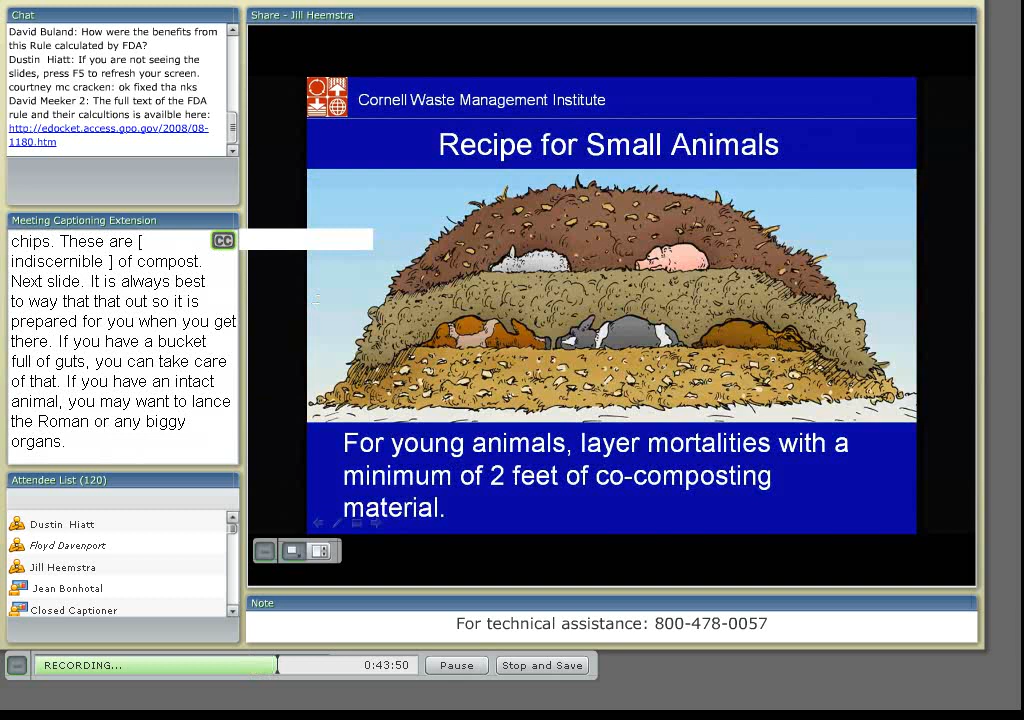 Chat
David Buland: How were the benefits from
this Rule calculated by FDA?
Dustin Hiatt: If you are not seeing the
slides, press F5 to refresh your screen.
courtney mc cracken: ok fixed tha nks
David Meeker 2: The full text of the FDA
rule and their calcultions is availble here:
http://edocket.access.gpo.gov/2008/08-
1180.htm
Meeting Captioning Extension
CC
chips. These are [
indiscernible ] of compost.
Next slide. It is always best
to way that that out so it is
prepared for you when you get
there. If you have a bucket
full of guts, you can take care
of that. If you have an intact
animal, you may want to lance
the Roman or any biggy
organs.
Attendee List (120)
Dustin Hiatt
Floyd Davenport
Jill Heemstra
Jean Bonhotal
Closed Captioner
Share - Jill Heemstra
Cornell Waste Management Institute
Recipe for Small Animals
For young animals, layer mortalities with a
minimum of 2 feet of co-composting
material.
Note
For technical assistance: 800-478-0057
RECORDING...
0:43:50
Pause
Stop and Save